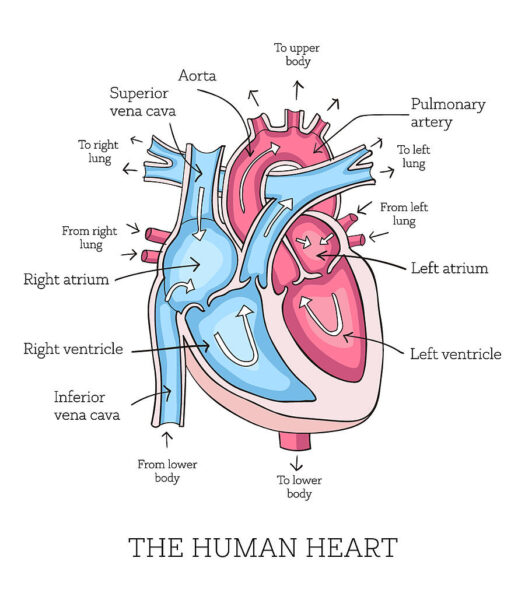 To upper
body
Aorta
Superior
vena cava
Pulmonary
artery
To right
lung
To left
lung
From right
lung
From left
lung
Right atrium
Left atrium
Right ventricle
Left ventricle
Inferior
vena cava
From lower
body
To lower
body
THE HUMAN HEART